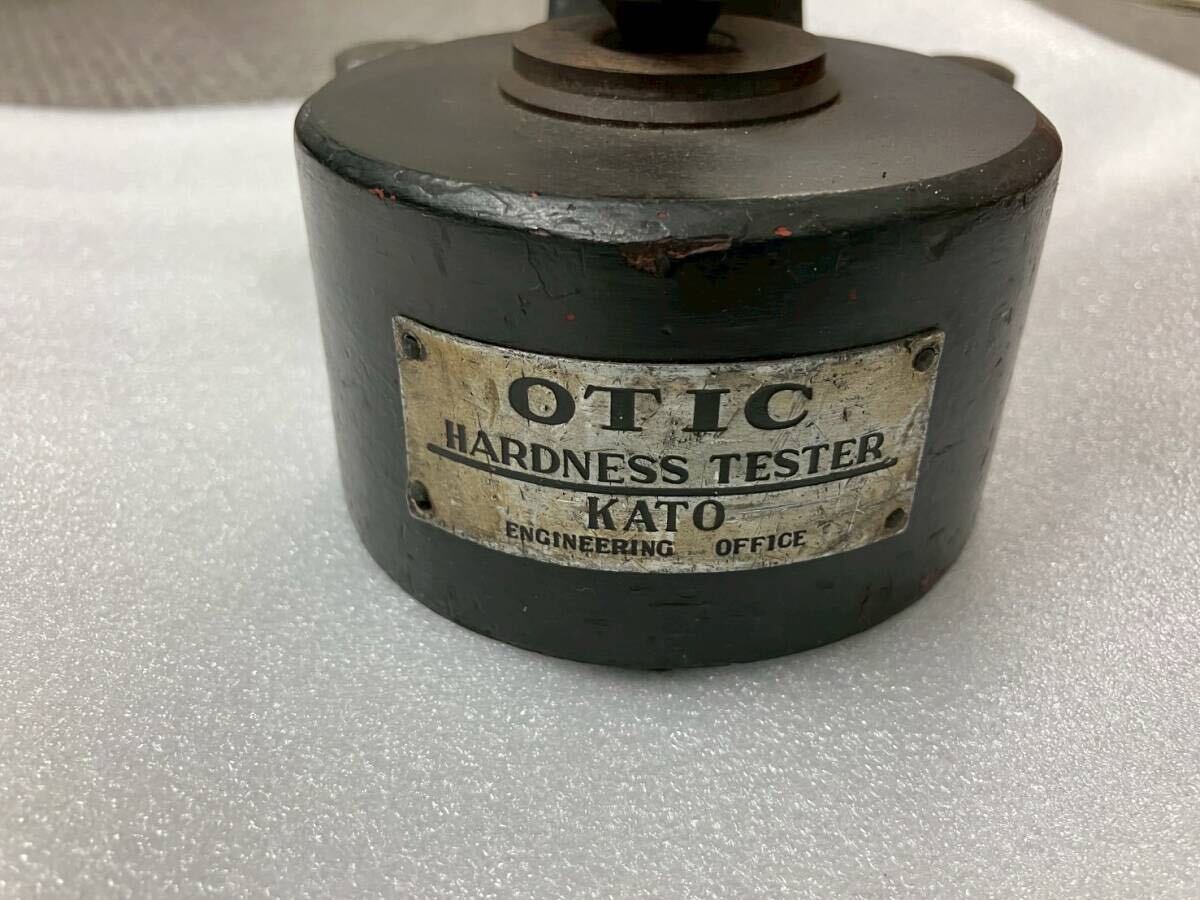 OTIC
HARDNESS TESTER
KATO
ENGINEERING OFFICE